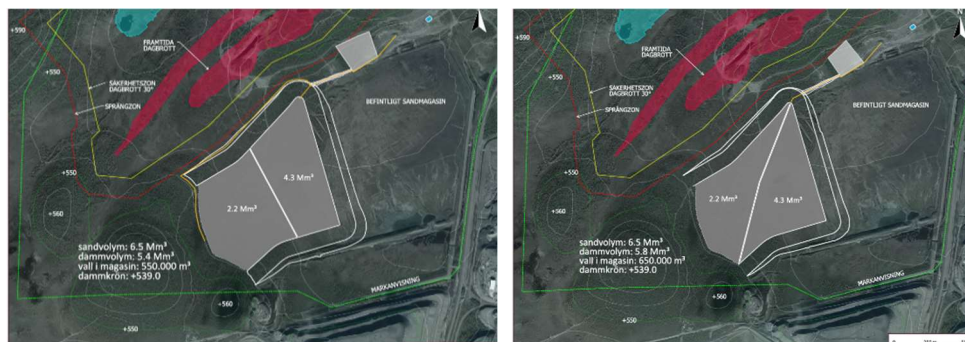 +590
+550
FRAMTIDA
DAGBROTT
SÄKERHETSZON
DAGBROTT 30°
SPRÄNGZON
BEFINTLIGT SANDMAGASIN
+550
+560
4.3 Mm³
2.2 Mm³
sandvolym: 6.5 Mm³
dammvolym: 5.4 Mm³
vall i magasin: 550.000 m³
dammkrön: +539.0
MARKANVISNING
+560
+550
+590
+550
FRAMTIDA
DAGBROTT
SÄKERHETSZON
DAGBROTT 30°
SPRÄNGZON
BEFINTLIGT SANDMAGASIN
+550
+560
2.2 Mm³
4.3 Mm³
sandvolym: 6.5 Mm³
dammvolym: 5.8 Mm³
vall i magasin: 650.000 m³
dammkrön: +539.0
MARKANVISNING
+560
+550